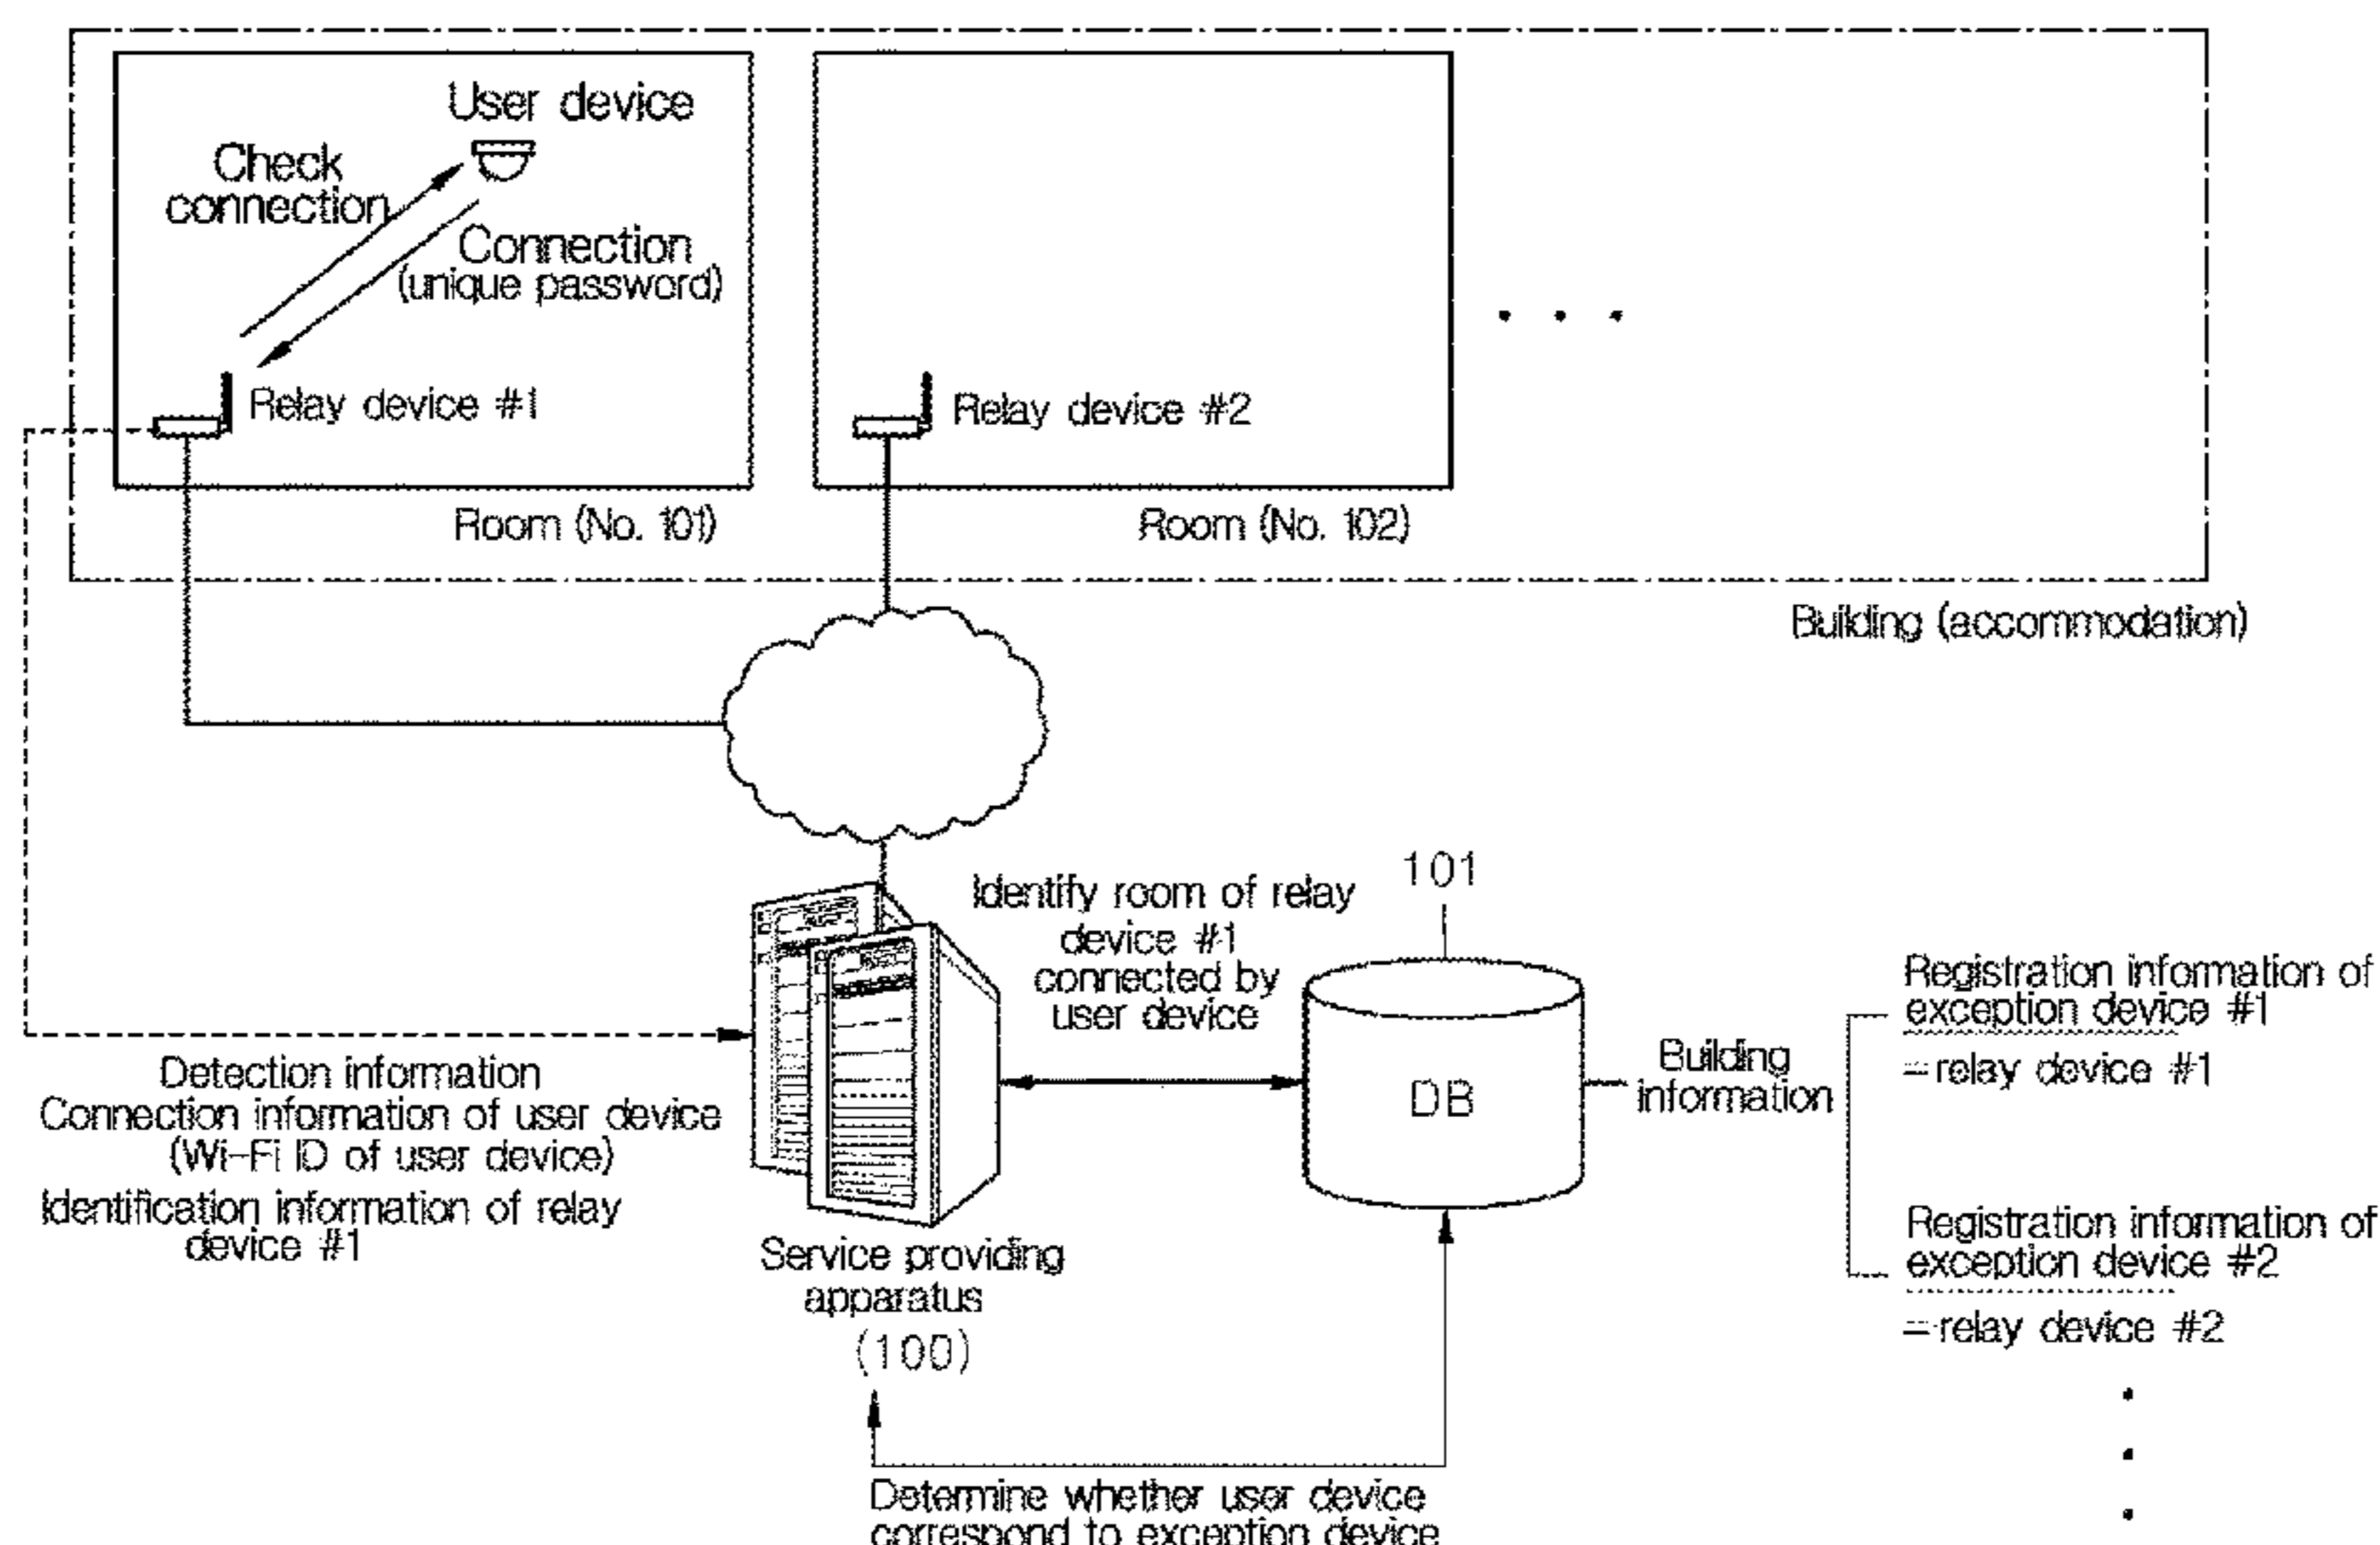 User device
Check
connection
Connection
(unique password)
Relay device #1
Relay device #2
Room (No. 101)
Room (No. 102)
Building (accommodation)
Identify room of relay
device #1
connected by
user device
101
DB
Building
information
Registration information of
exception device #1
= relay device #1
Registration information of
exception device #2
= relay device #2
Detection information
Connection information of user device
(Wi-Fi ID of user device)
Identification information of relay
device #1
Service providing
apparatus
(100)
Determine whether user device
correspond to exception device